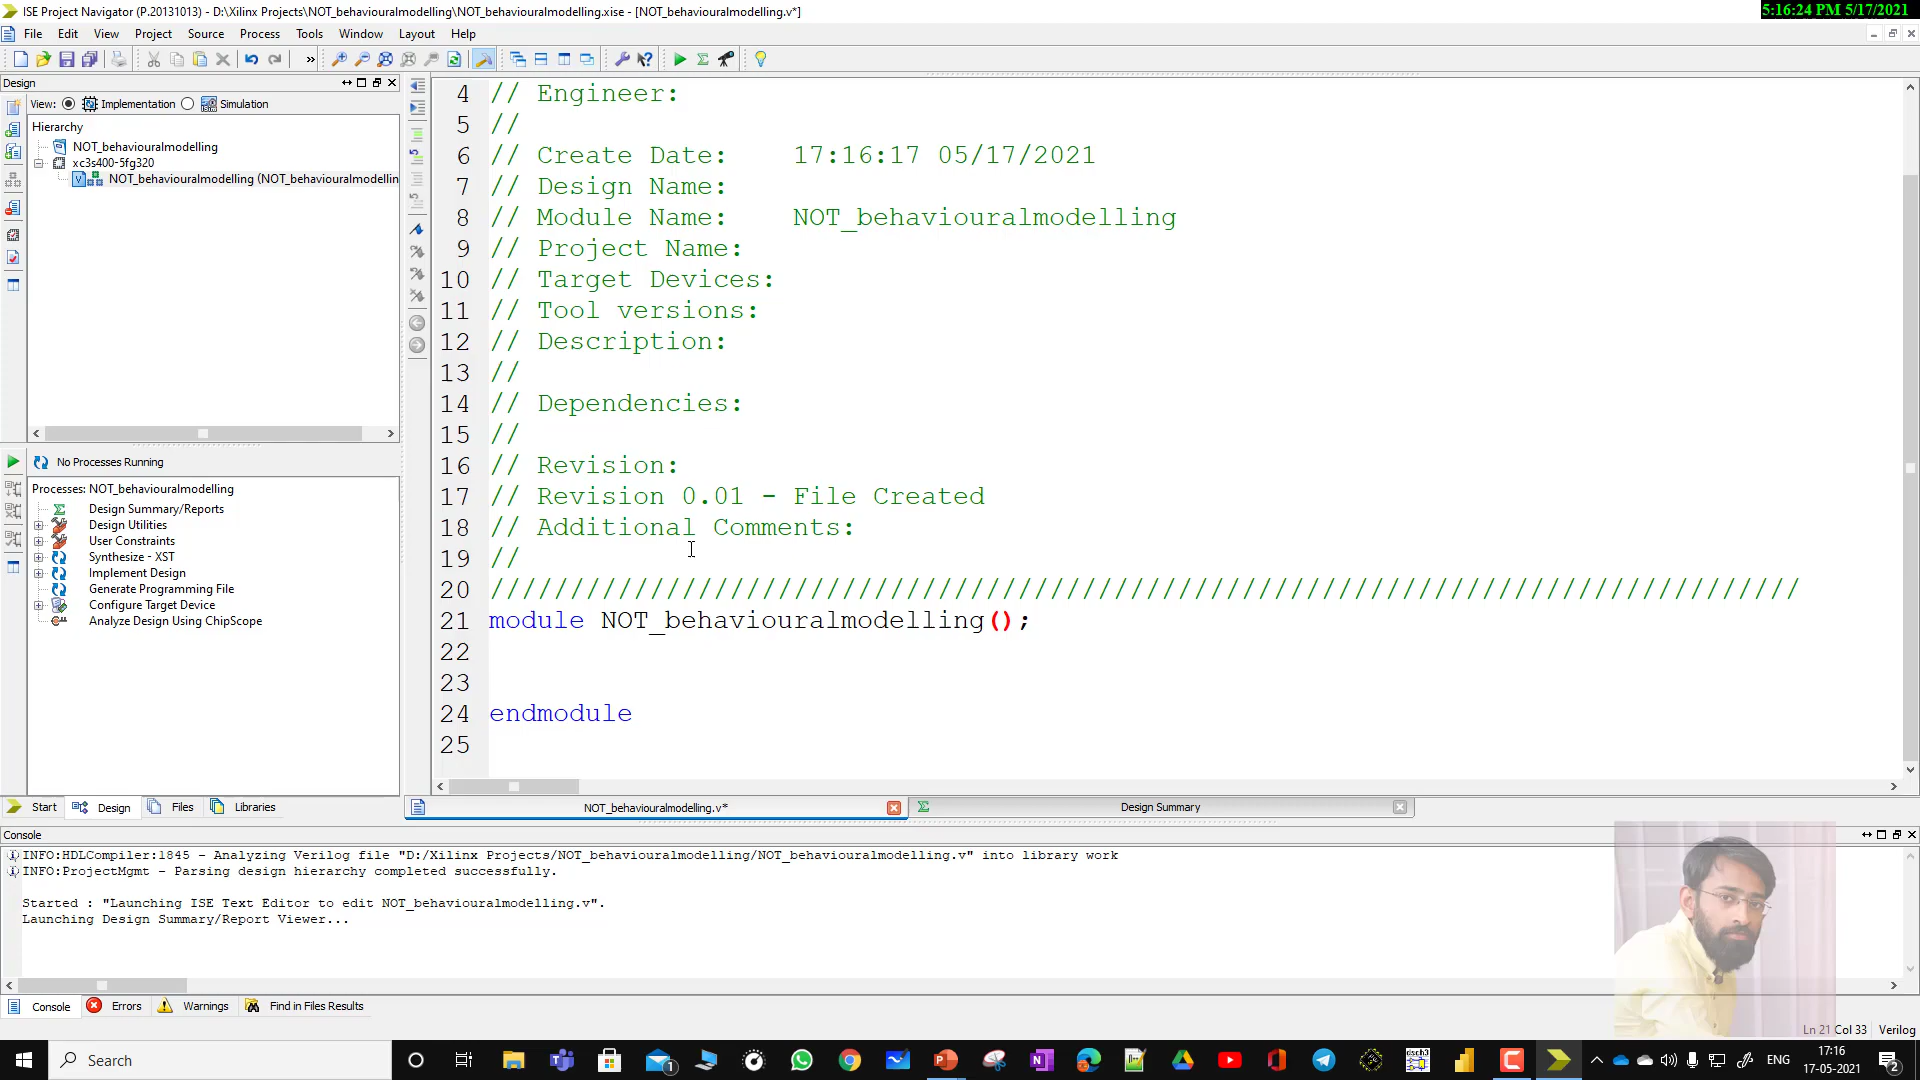 ISE Project Navigator (P.20131013) - D:\Xilinx Projects\NOT_behaviouralmodelling\NOT_behaviouralmodelling.xise - [NOT_behaviouralmodelling.v*]
5:16:24 PM 5/17/2021
File Edit View Project Source Process Tools Window Layout Help
Design
View: Implementation Simulation
Hierarchy
NOT_behaviouralmodelling
xc3s400-5fg320
NOT_behaviouralmodelling (NOT_behaviouralmodellin
No Processes Running
Processes: NOT_behaviouralmodelling
Design Summary/Reports
Design Utilities
User Constraints
Synthesize - XST
Implement Design
Generate Programming File
Configure Target Device
Analyze Design Using ChipScope
Start Design Files Libraries
4 // Engineer:
5 //
6 // Create Date: 17:16:17 05/17/2021
7 // Design Name:
8 // Module Name: NOT_behaviouralmodelling
9 // Project Name:
10 // Target Devices:
11 // Tool versions:
12 // Description:
13 //
14 // Dependencies:
15 //
16 // Revision:
17 // Revision 0.01 - File Created
18 // Additional Comments:
19 //
20 //////////////////////////////////////////////////////////////////////////////////
21 module NOT_behaviouralmodelling();
22
23
24 endmodule
25
NOT_behaviouralmodelling.v* Design Summary
Console
INFO:HDLCompiler:1845 - Analyzing Verilog file "D:/Xilinx Projects/NOT_behaviouralmodelling/NOT_behaviouralmodelling.v" into library work
INFO:ProjectMgmt - Parsing design hierarchy completed successfully.
Started : "Launching ISE Text Editor to edit NOT_behaviouralmodelling.v".
Launching Design Summary/Report Viewer...
Console Errors Warnings Find in Files Results
Ln 21 Col 33 Verilog
Search
dsch3
ENG
17:16
17-05-2021
2